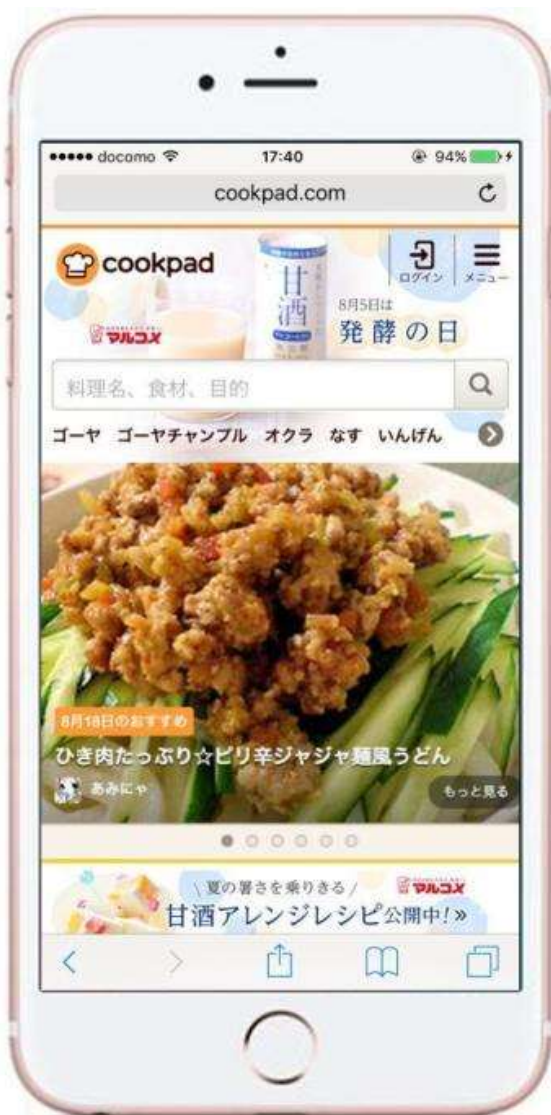 docomo 17:40 94%
cookpad.com
cookpad
ログイン
メニュー
甘酒
8月5日は
発酵の日
マルコメ
料理名、食材、目的
ゴーヤ ゴーヤチャンプル オクラ なす いんげん
8月18日のおすすめ
ひき肉たっぷり☆ピリ辛ジャジャ麺風うどん
あみにゃ
もっと見る
\ 夏の暑さを乗りきる /
マルコメ
甘酒アレンジレシピ公開中!»